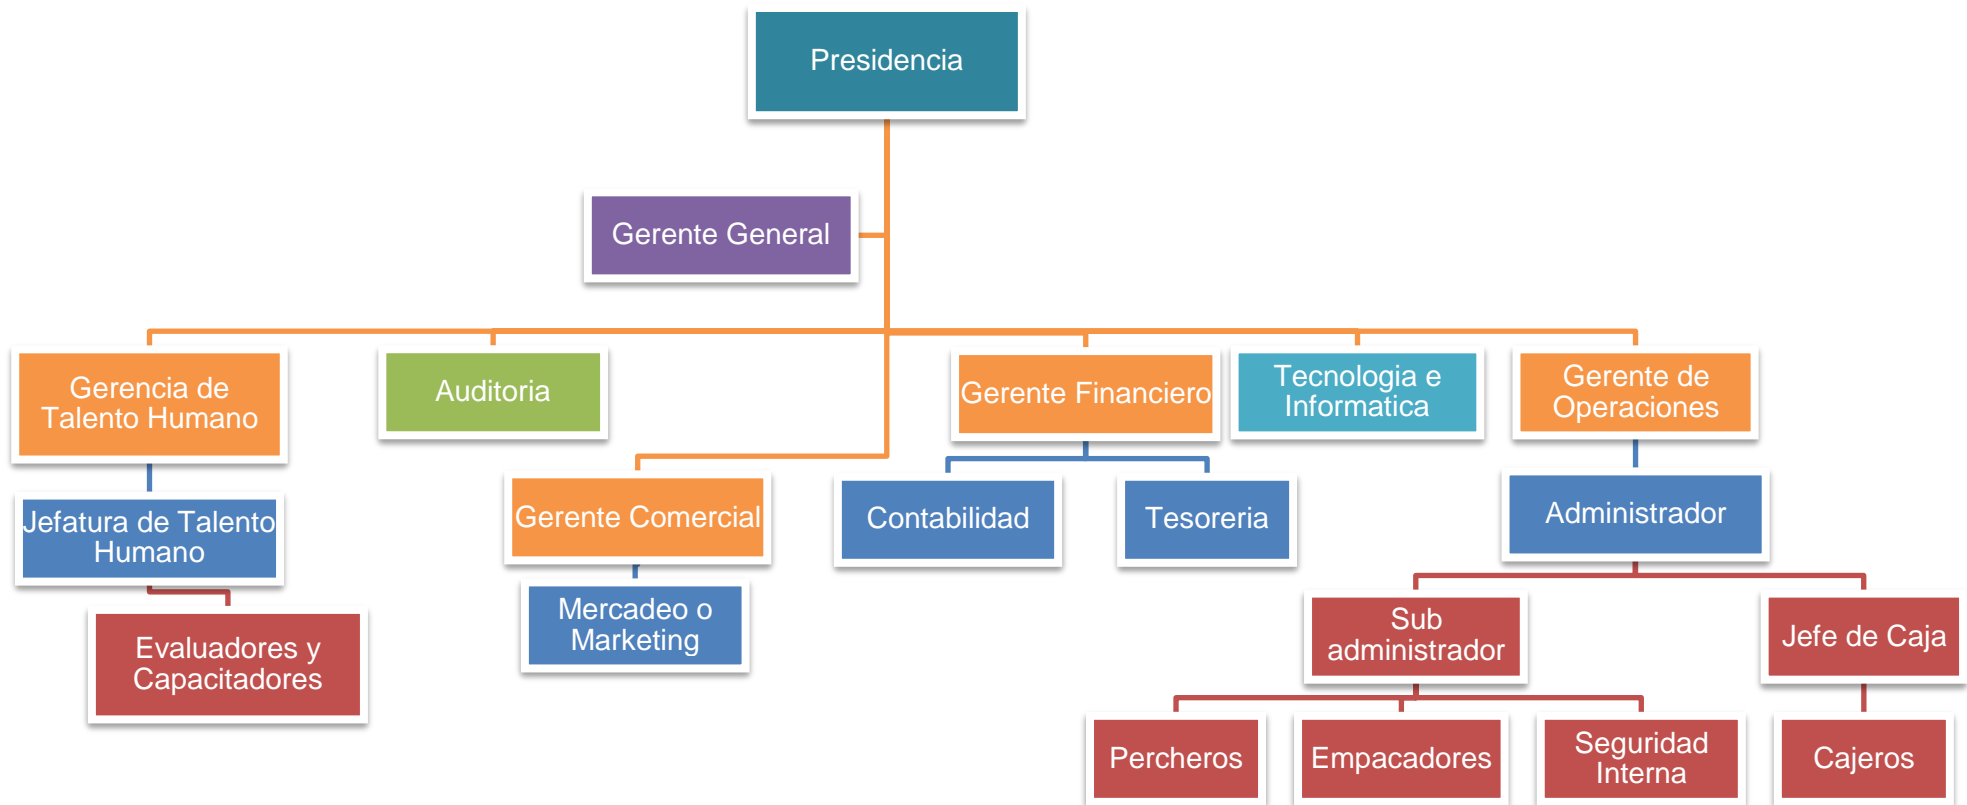 Presidencia
Gerente General
Gerencia de
Talento Humano
Auditoria
Gerente Financiero
Tecnologia e
Informatica
Gerente de
Operaciones
Jefatura de Talento
Humano
Gerente Comercial
Contabilidad
Tesoreria
Administrador
Evaluadores y
Capacitadores
Mercadeo o
Marketing
Sub
administrador
Jefe de Caja
Percheros
Empacadores
Seguridad
Interna
Cajeros